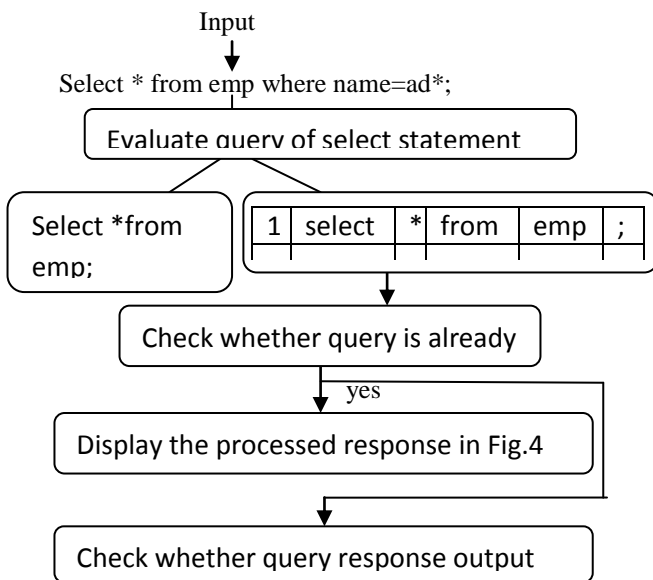 Input
Select * from emp where name=ad*;
Evaluate query of select statement
Select *from
emp;
1 select * from emp ;
Check whether query is already
yes
Display the processed response in Fig.4
Check whether query response output